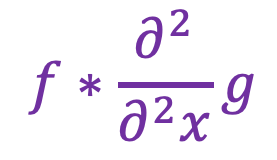 f * ∂²/∂²x g